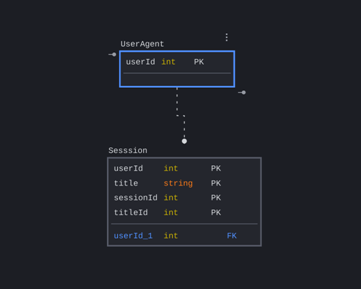 UserAgent
userId int PK
Sesssion
userId int PK
title string PK
sessionId int PK
titleId int PK
userId_1 int FK